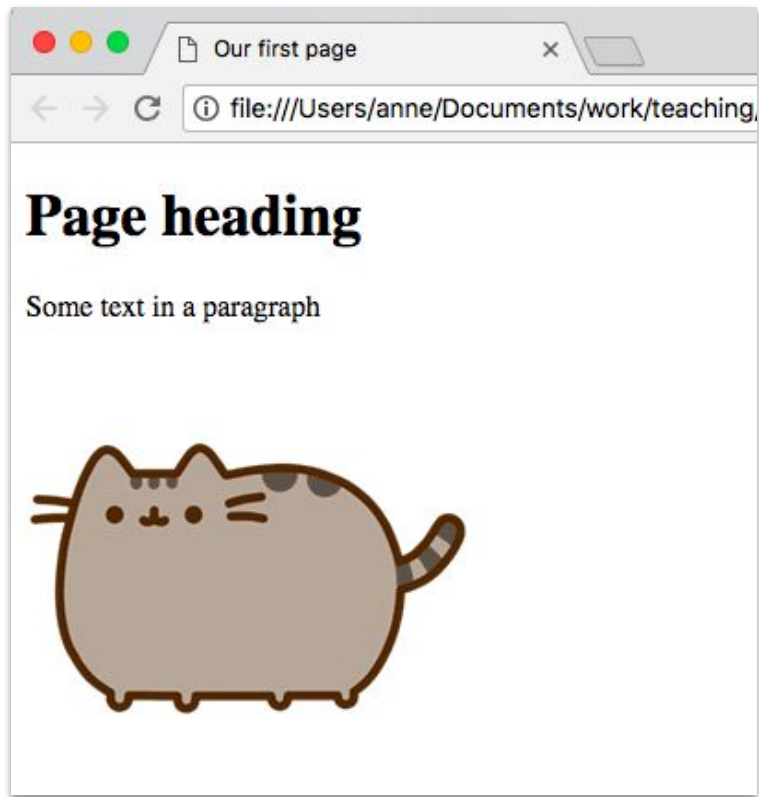 Our first page
file:///Users/anne/Documents/work/teaching/
Page heading
Some text in a paragraph